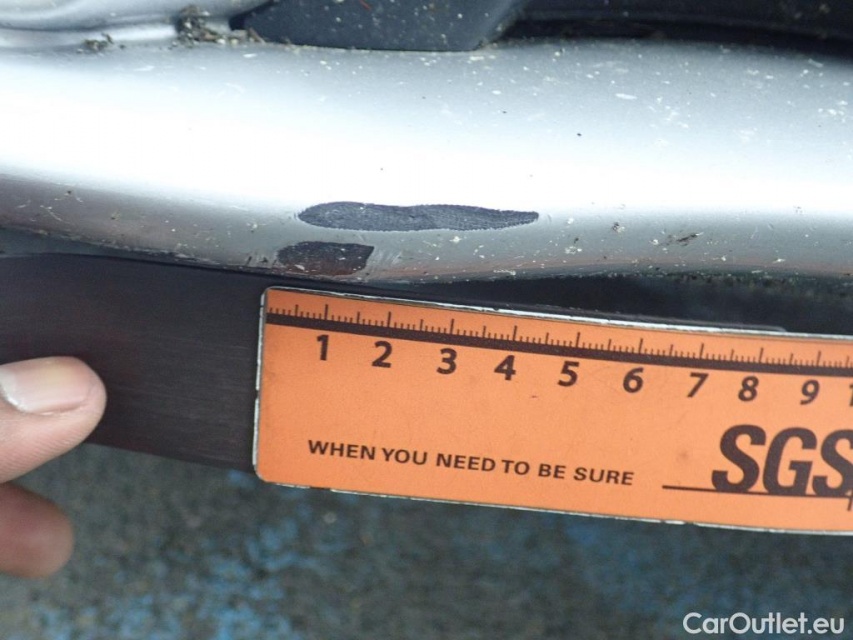 1 2 3 4 5 6 7 8 9
WHEN YOU NEED TO BE SURE
SGS
CarOutlet.eu